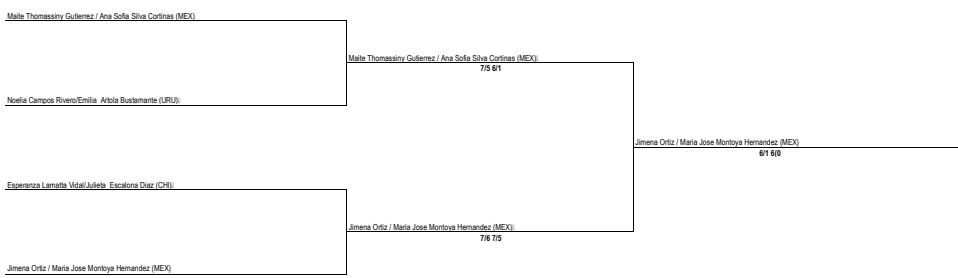 Maite Thomassiny Gutierrez / Ana Sofia Silva Cortinas (MEX)
Maite Thomassiny Gutierrez / Ana Sofia Silva Cortinas (MEX)
7/5 6/1
Noelia Campos Rivero/Emilia Artola Bustamante (URU)
Jimena Ortiz / Maria Jose Montoya Hernandez (MEX)
6/1 6(0
Esperanza Lamatta Vidal/Julieta Escalona Diaz (CHI)
Jimena Ortiz / Maria Jose Montoya Hernandez (MEX)
7/6 7/5
Jimena Ortiz / Maria Jose Montoya Hernandez (MEX)